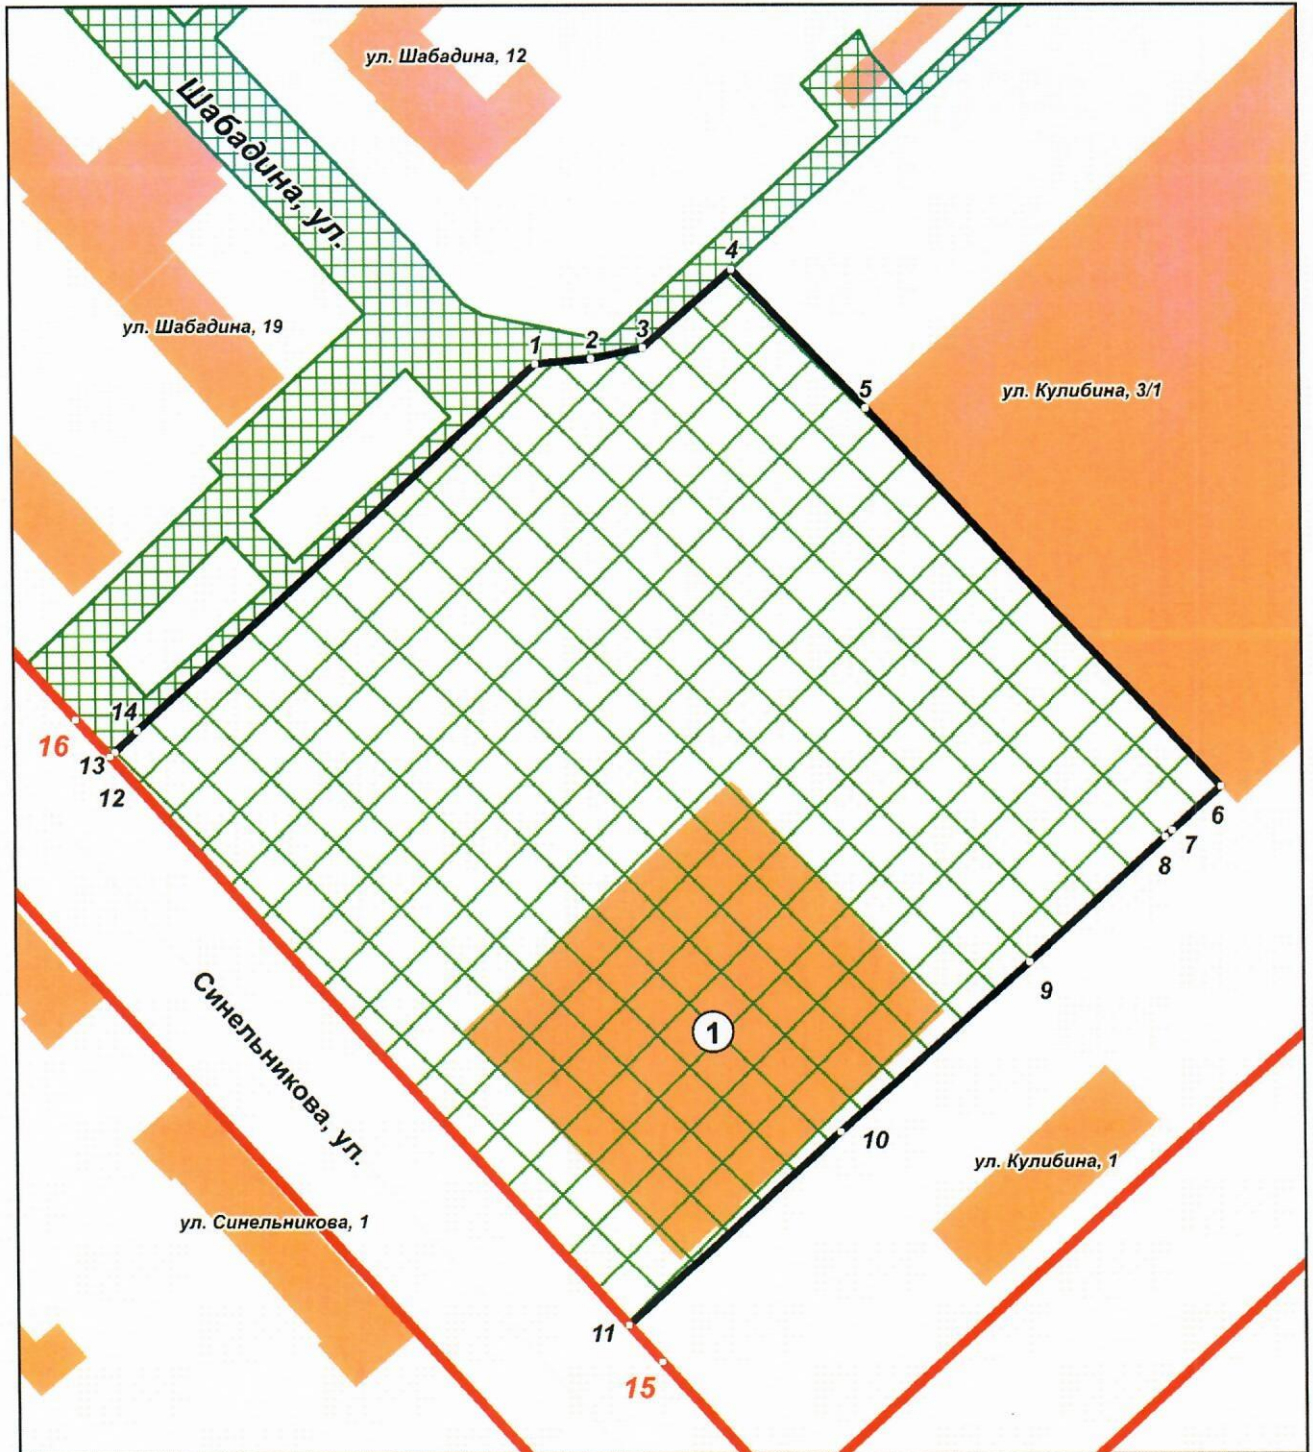 ул. Шабадина, 12
Шабадина, ул.
4
ул. Шабадина, 19
1
2
3
5
ул. Кулибина, 3/1
14
16
13
12
6
7
8
Синельникова, ул.
9
1
10
ул. Кулибина, 1
ул. Синельникова, 1
11
15